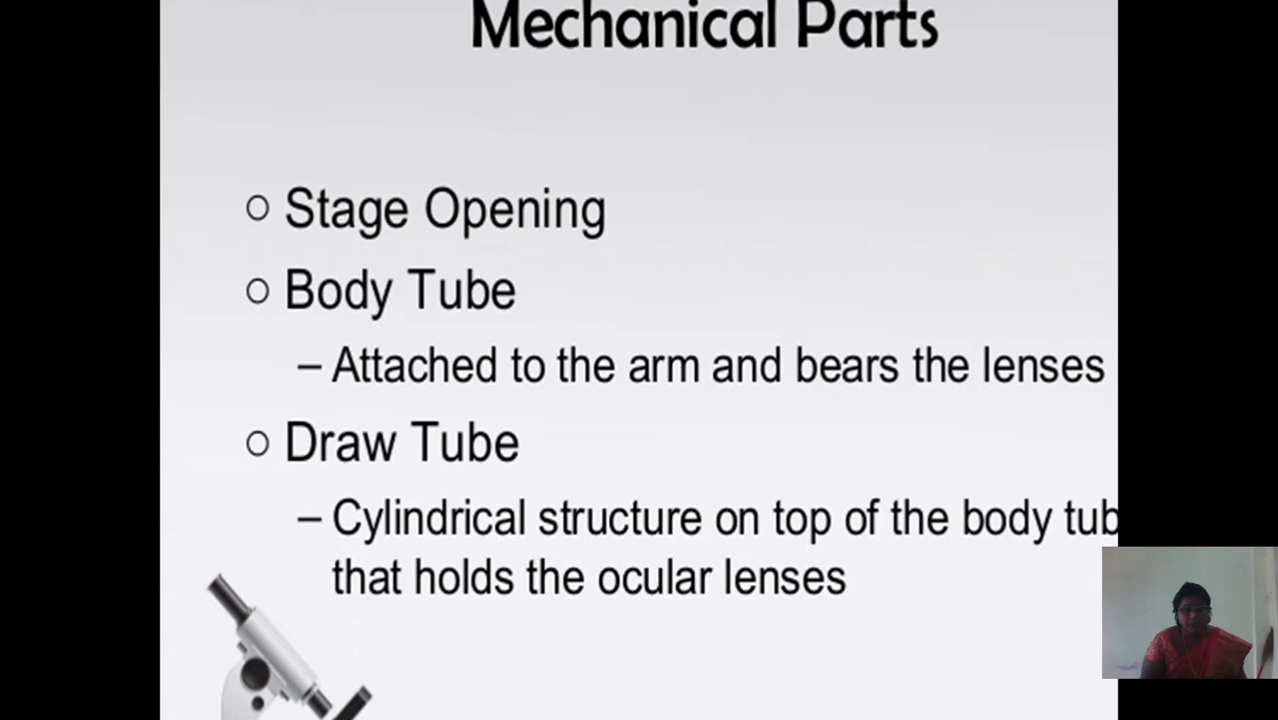 Mechanical Parts
Stage Opening
Body Tube
– Attached to the arm and bears the lenses
Draw Tube
– Cylindrical structure on top of the body tub
that holds the ocular lenses